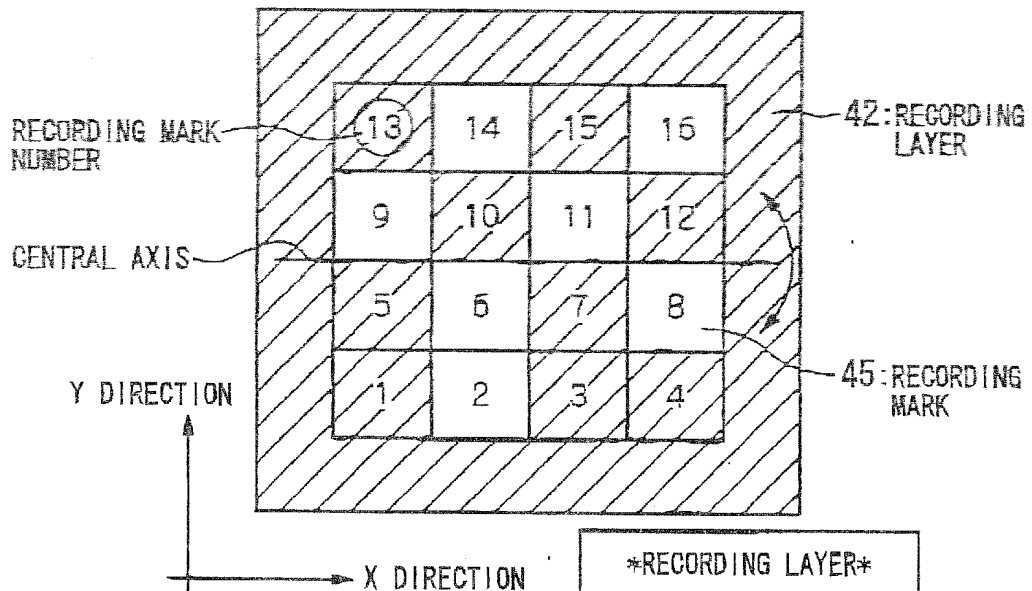 13 14 15 16
42:RECORDING
LAYER
RECORDING MARK
NUMBER
9 10 11 12
CENTRAL AXIS
5 6 7 8
45:RECORDING
MARK
1 2 3 4
Y DIRECTION
X DIRECTION
*RECORDING LAYER*